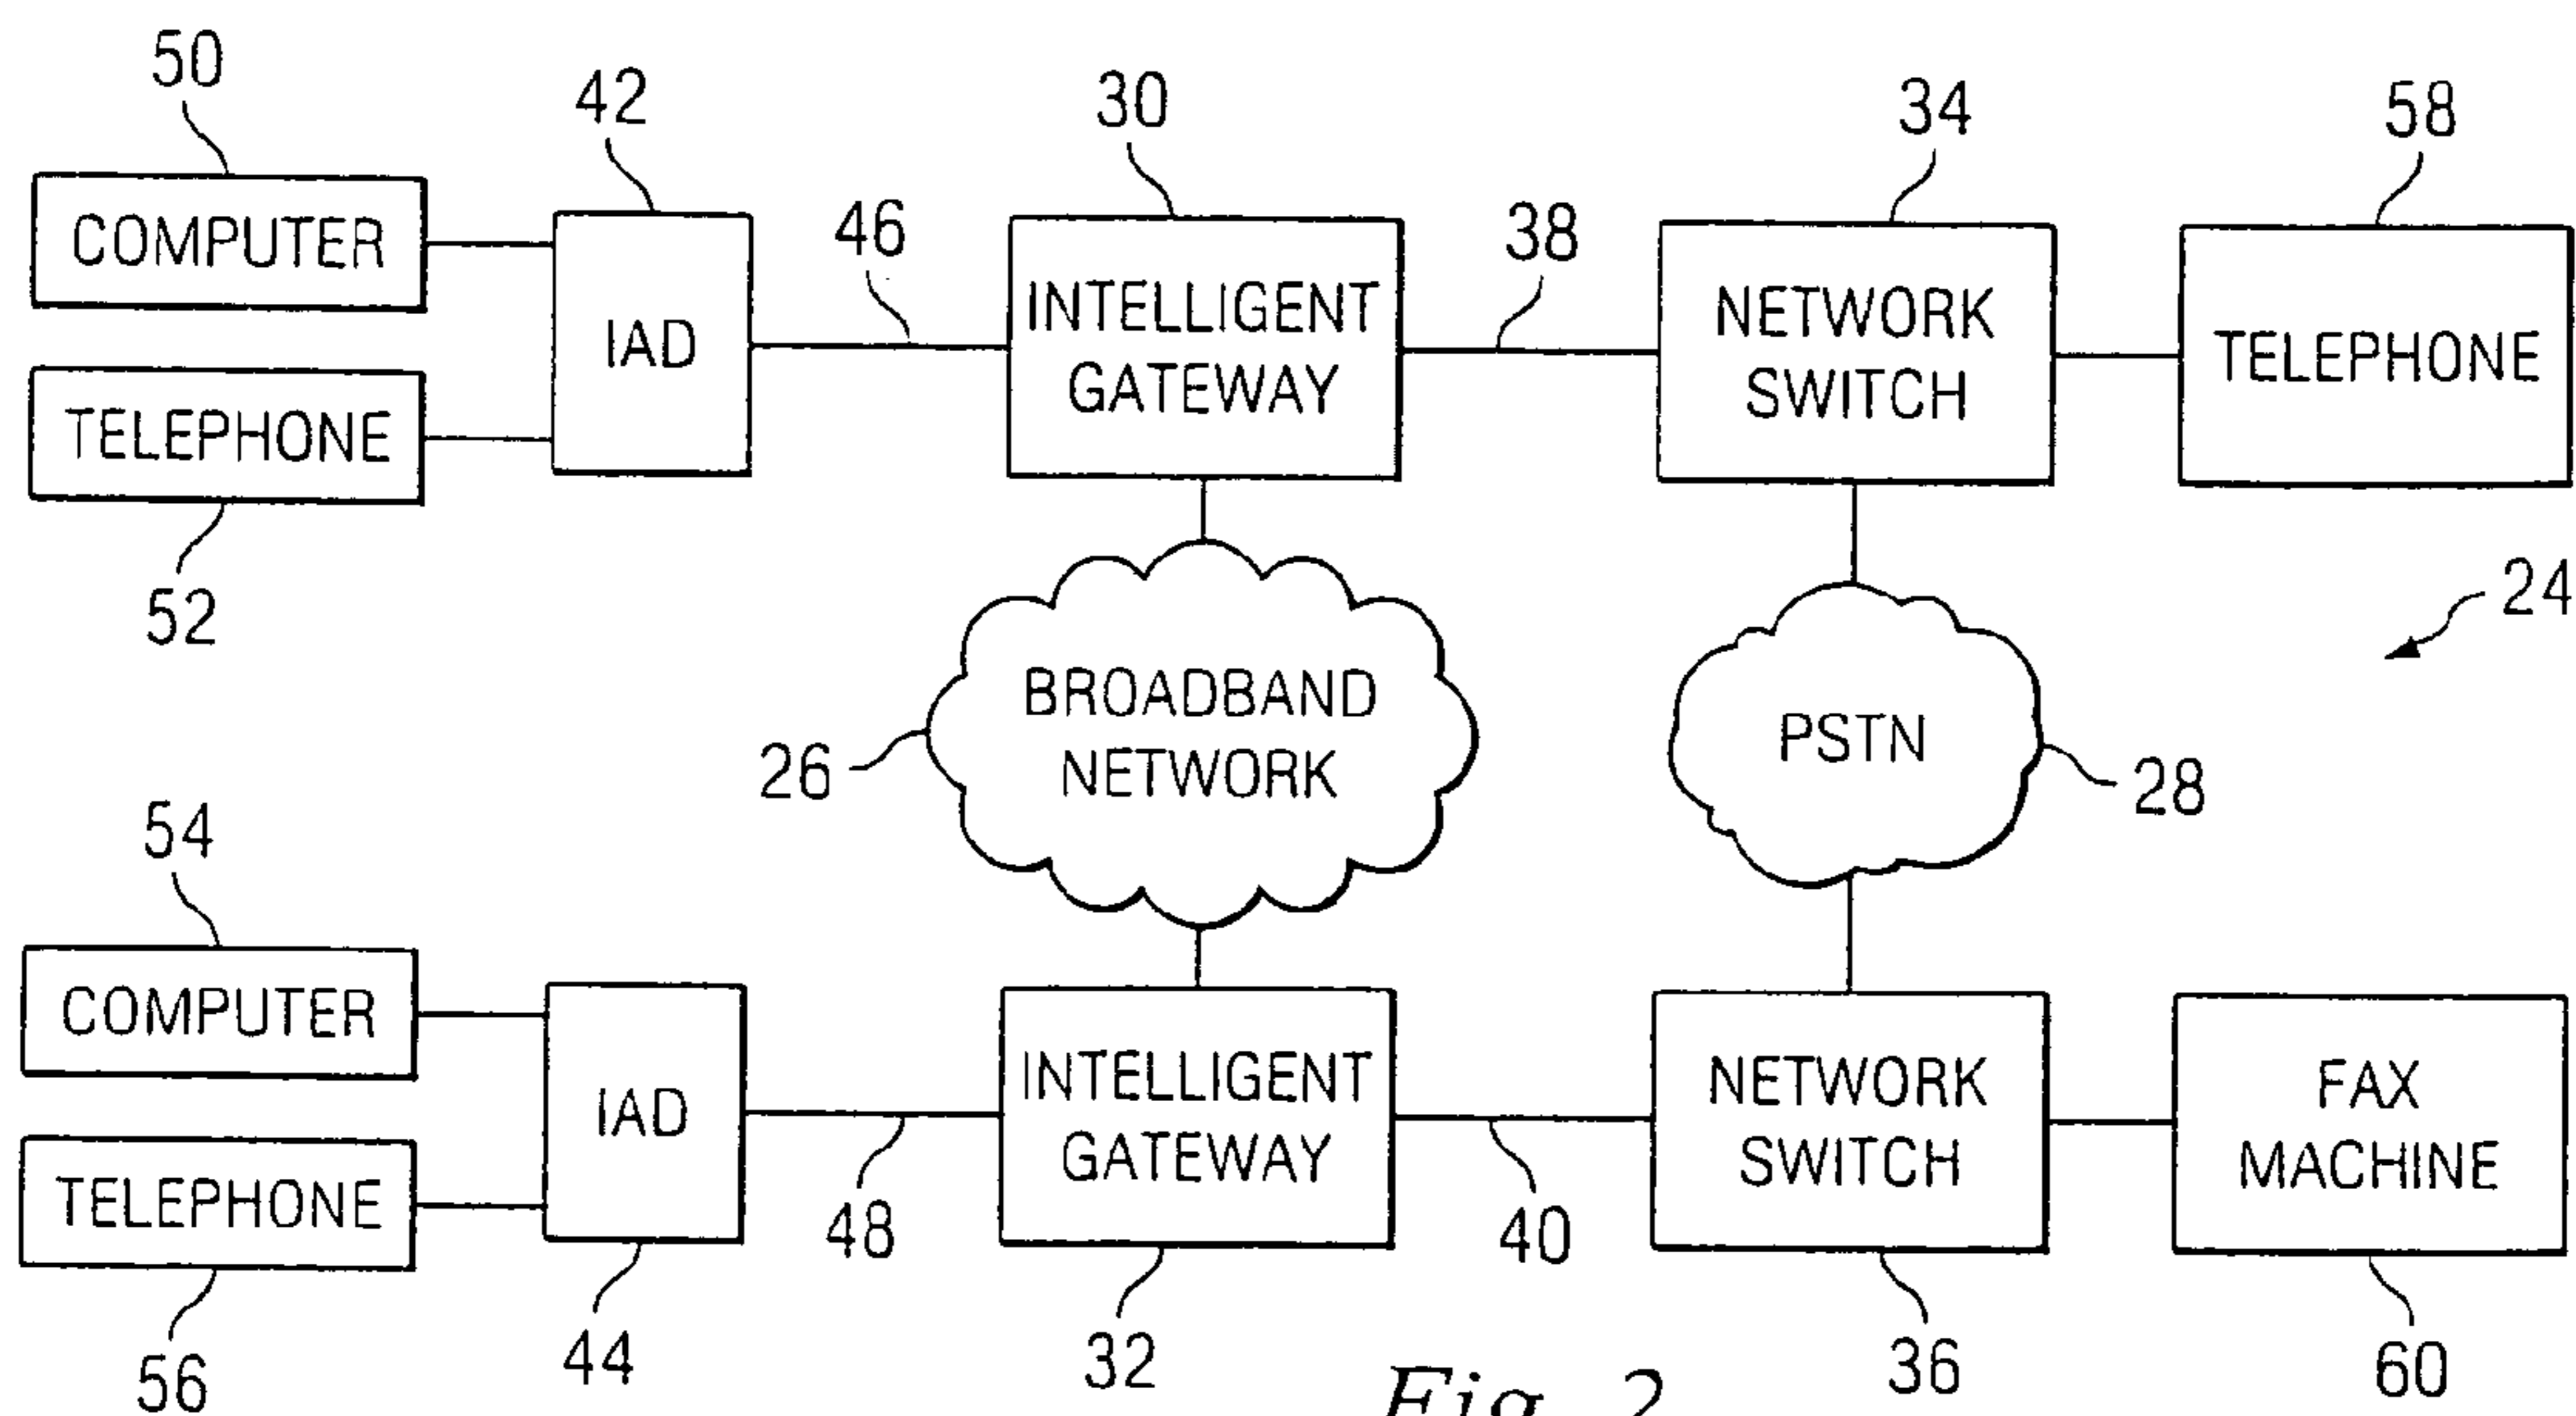 50
42
30
34
58
COMPUTER
46
38
IAD
INTELLIGENT
GATEWAY
NETWORK
SWITCH
TELEPHONE
TELEPHONE
52
24
BROADBAND
NETWORK
PSTN
26
28
54
COMPUTER
IAD
INTELLIGENT
GATEWAY
NETWORK
SWITCH
FAX
MACHINE
TELEPHONE
48
40
56
44
32
36
60
Fig. 2